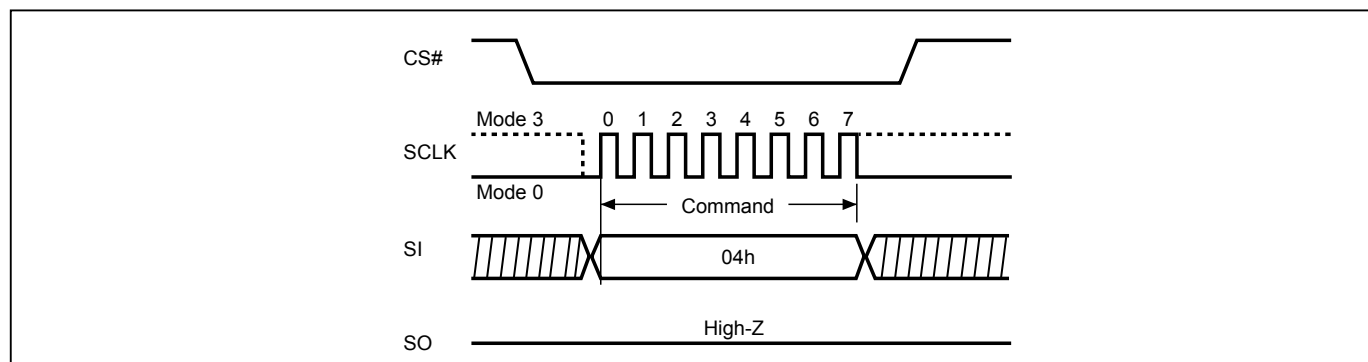 CS#
Mode 3 0 1 2 3 4 5 6 7
SCLK
Mode 0
Command
SI
04h
High-Z
SO